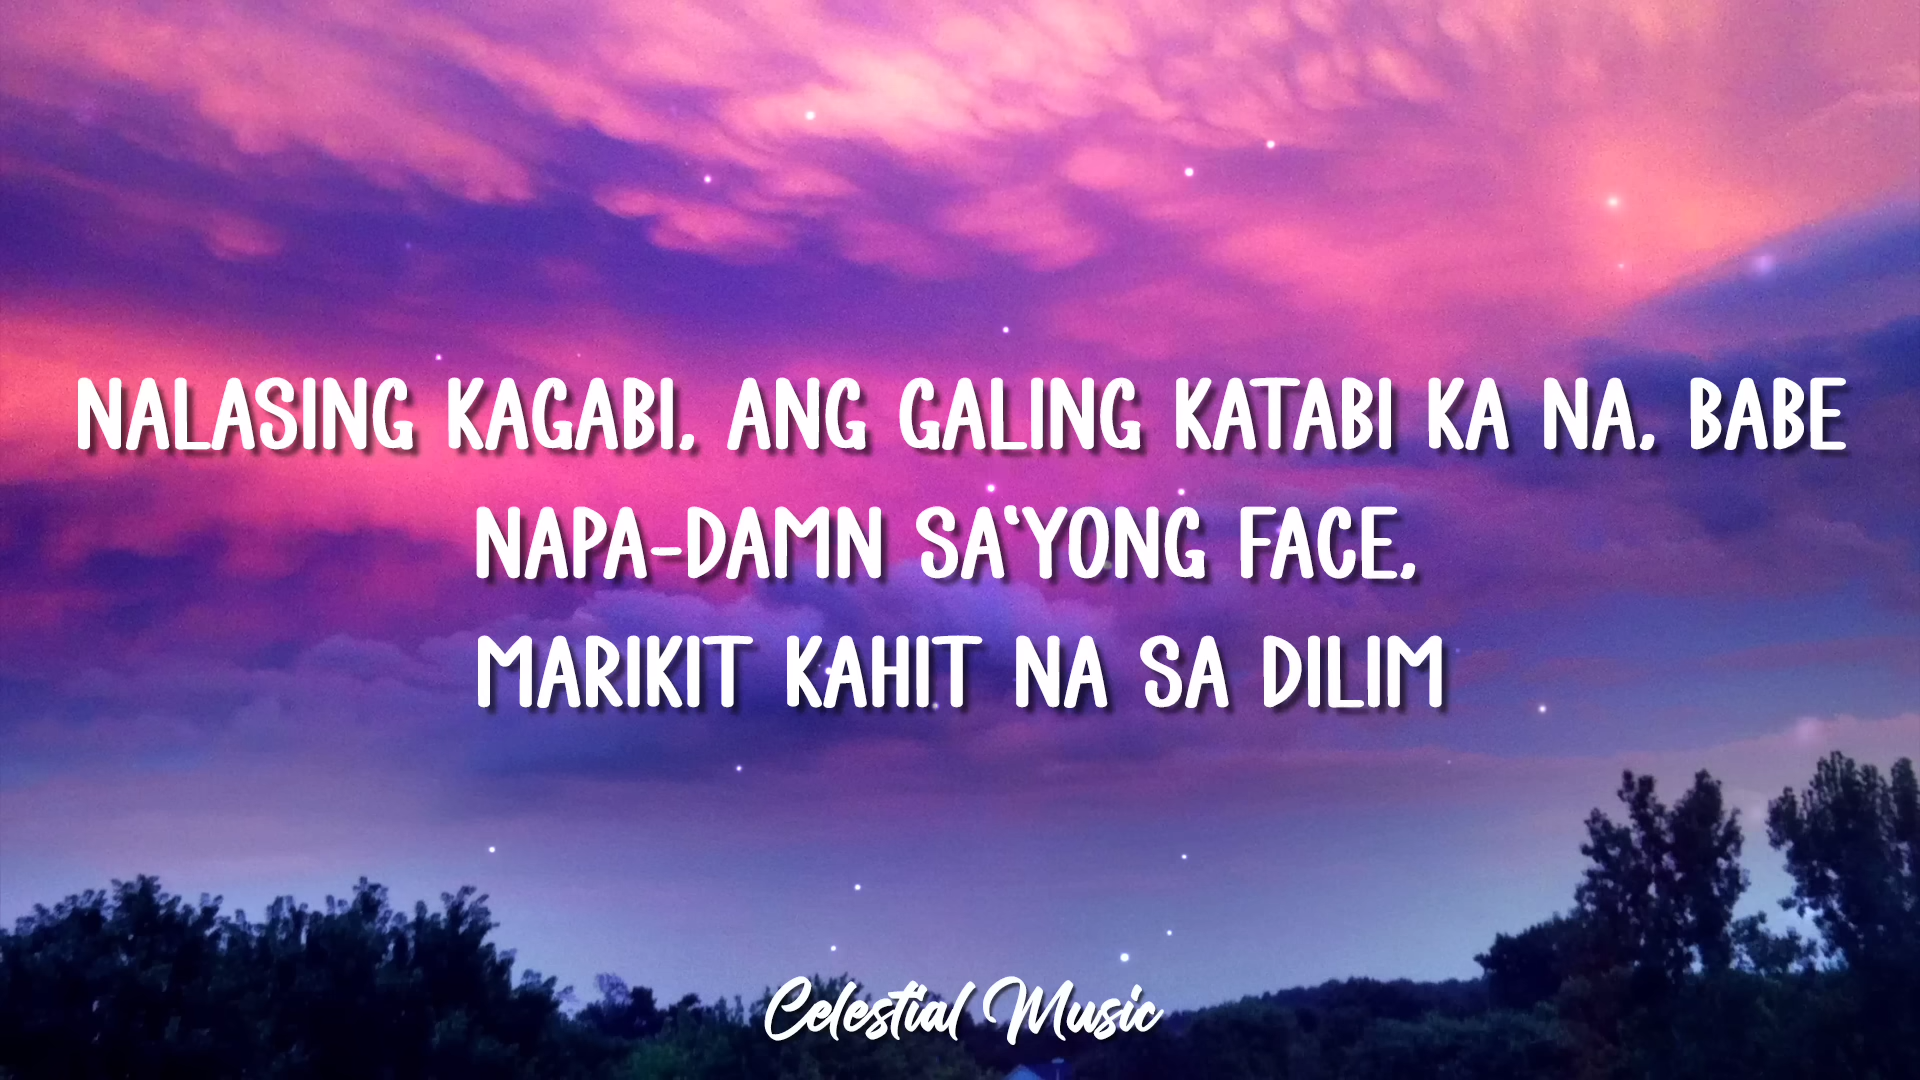 NALASING KAGABI, ANG GALING KATABI KA NA, BABE
NAPA-DAMN SA'YONG FACE,
MARIKIT KAHIT NA SA DILIM
Celestial Music